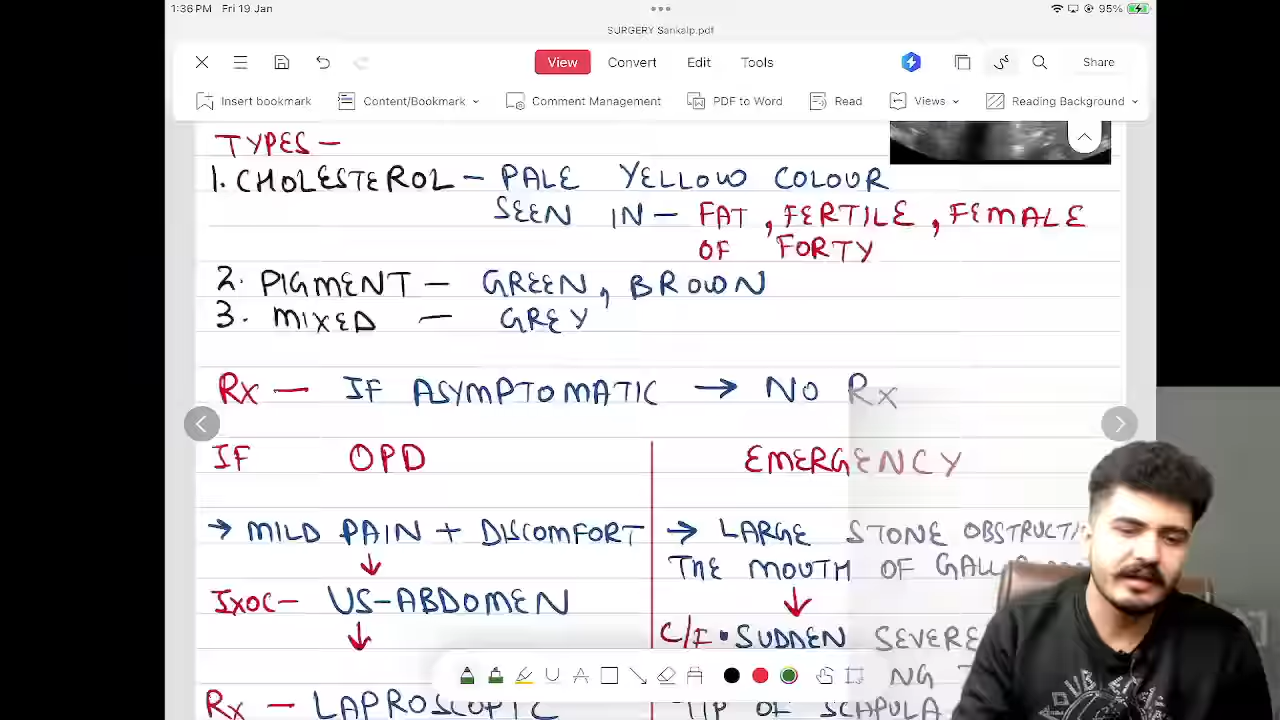 1:36 PM Fri 19 Jan
95%
SURGERY Sankalp.pdf
View Convert Edit Tools
Share
Insert bookmark Content/Bookmark Comment Management PDF to Word Read Views Reading Background
TYPES -
1. CHOLESTEROL - PALE YELLOW COLOUR
SEEN IN - FAT, FERTILE, FEMALE
OF FORTY
2. PIGMENT - GREEN, BROWN
3. MIXED - GREY
Rx - IF ASYMPTOMATIC → NO Rx
IF OPD
→ MILD PAIN + DISCOMFORT
↓
IxOC- US-ABDOMEN
↓
Rx - LAPROSCOPIC
EMERGENCY
→ LARGE STONE OBSTRUCTI
THE MOUTH OF GALL
↓
C/F • SUDDEN SEVERE
NG
TIP OF SCAPULA